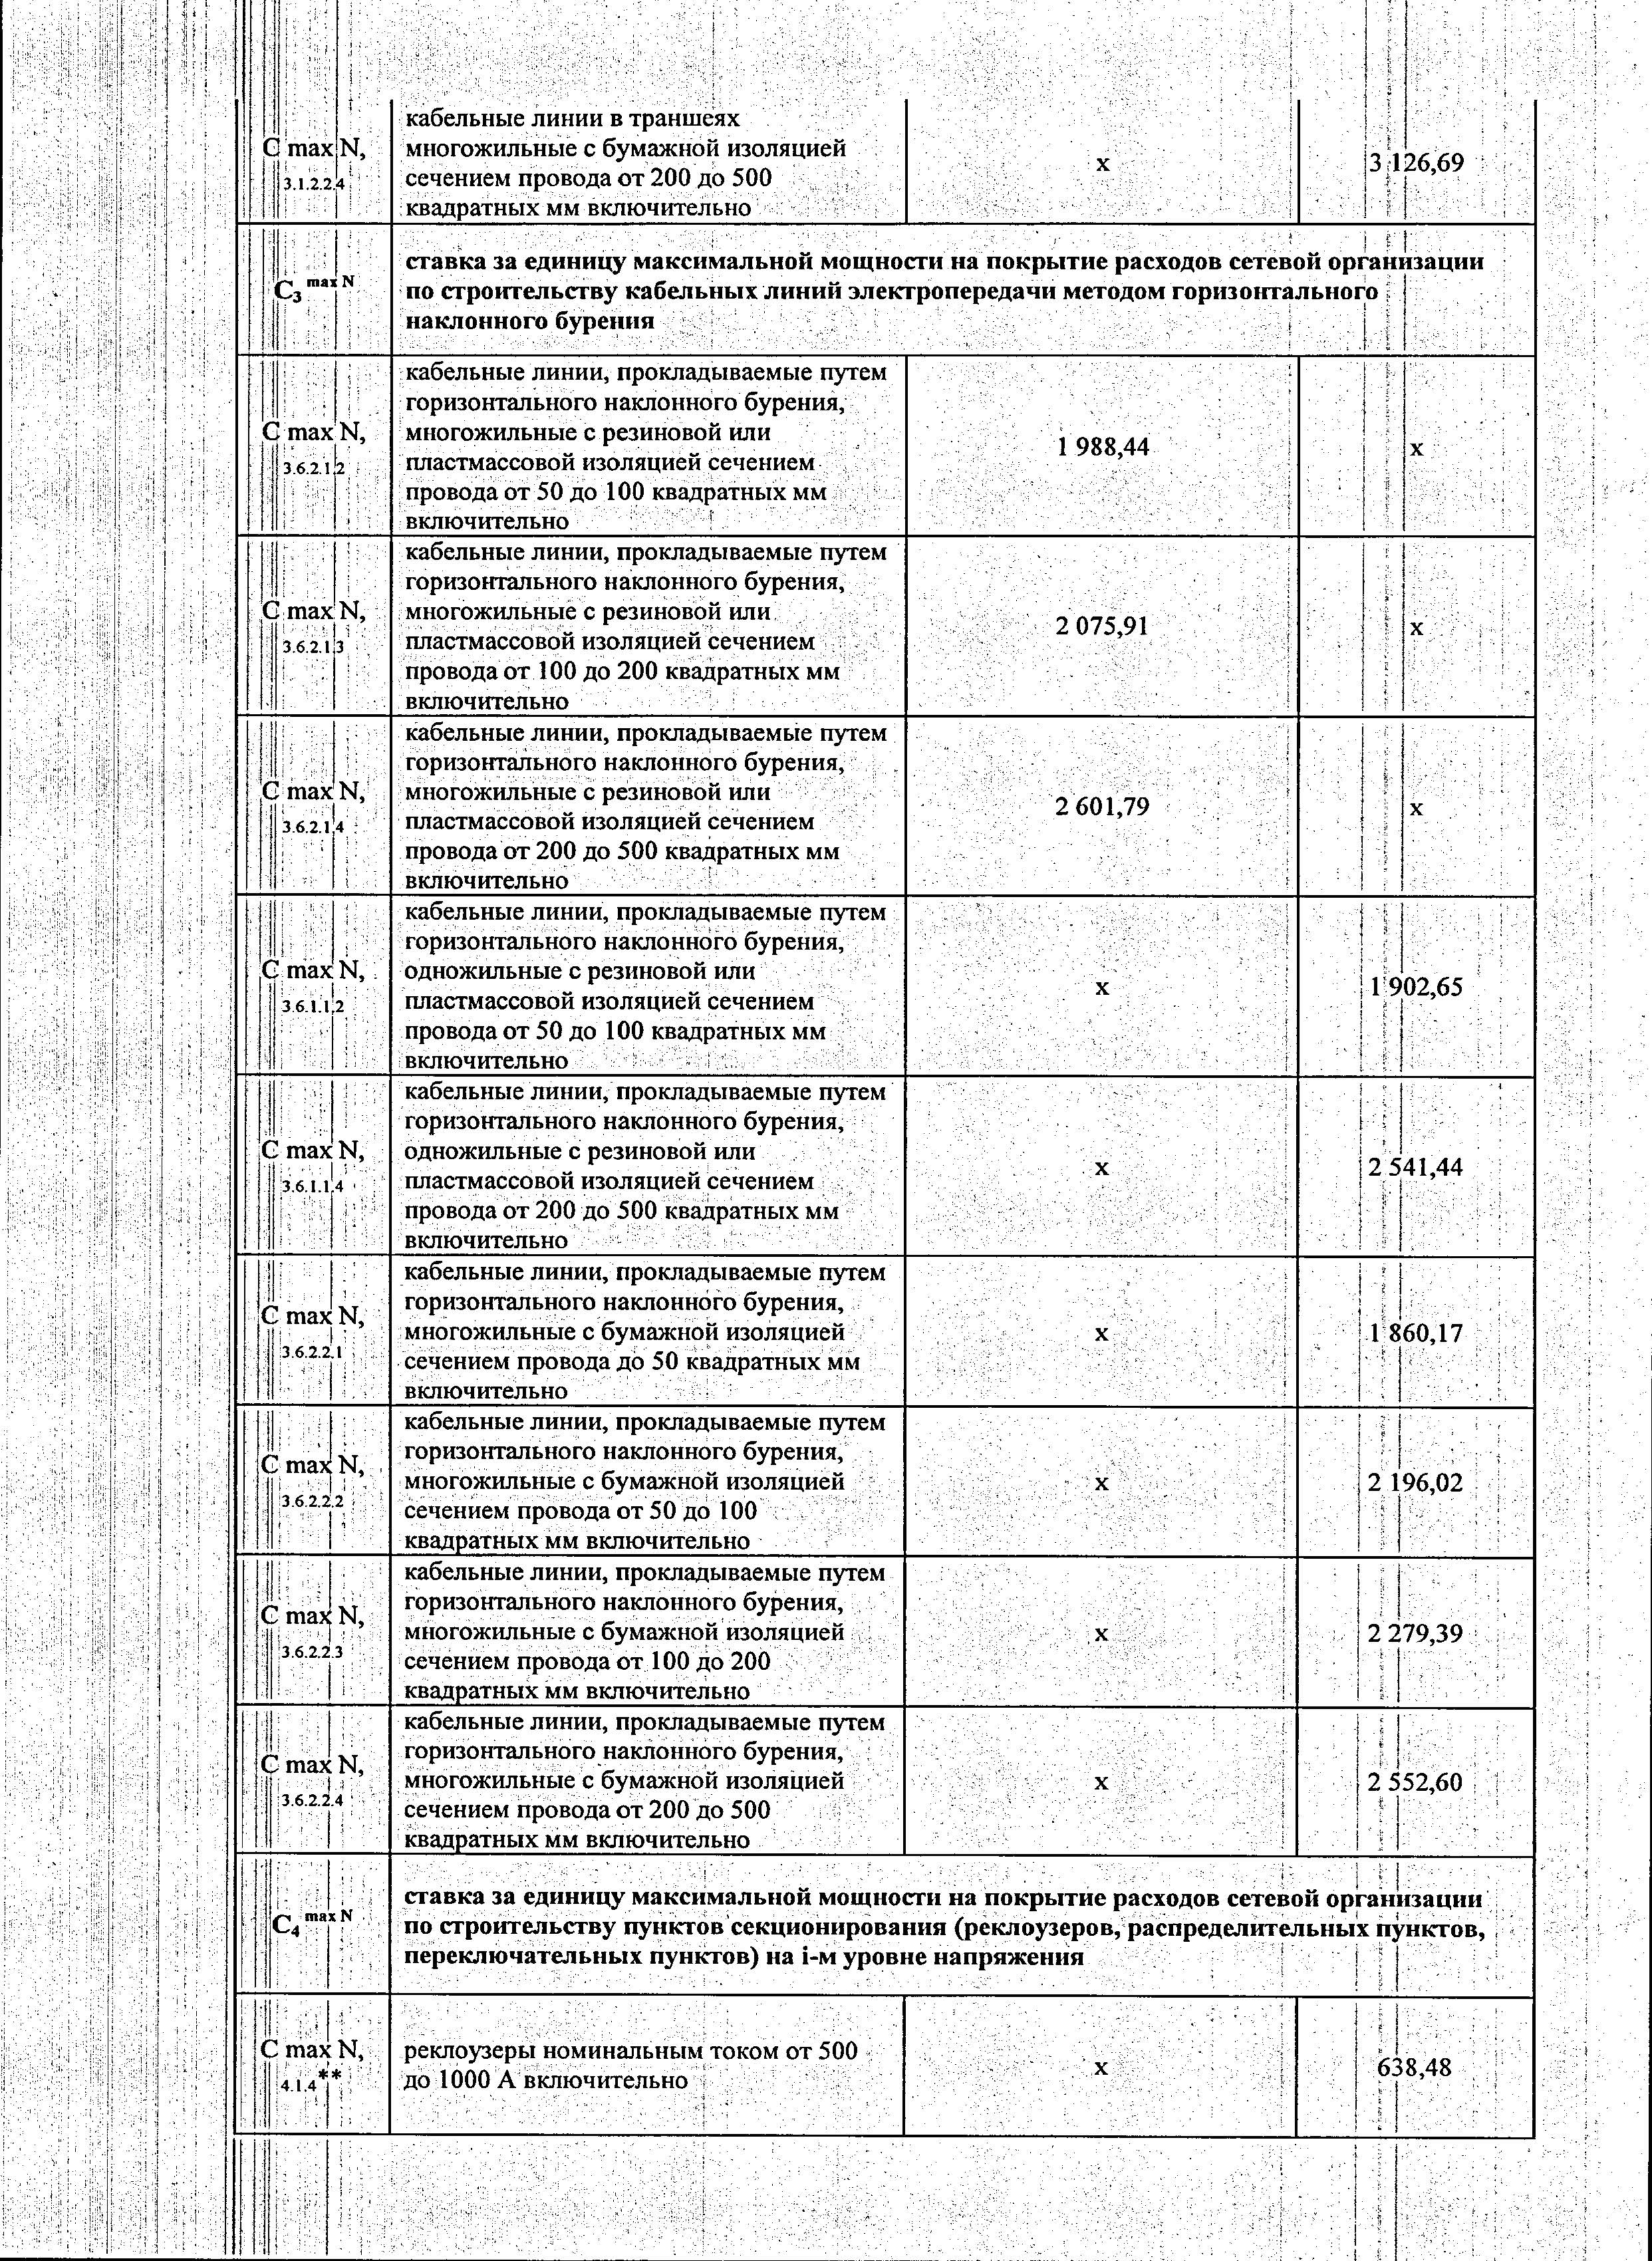 кабельные линии в траншеях
C max N, многожильные с бумажной изоляцией
3.1.2.2.4 сечением провода от 200 до 500 х 3 126,69
квадратных мм включительно
C₃ max N ставка за единицу максимальной мощности на покрытие расходов сетевой организации
по строительству кабельных линий электропередачи методом горизонтального
наклонного бурения
кабельные линии, прокладываемые путем
горизонтального наклонного бурения,
C max N, многожильные с резиновой или 1 988,44 х
3.6.2.1.2 пластмассовой изоляцией сечением
провода от 50 до 100 квадратных мм
включительно
кабельные линии, прокладываемые путем
горизонтального наклонного бурения,
C max N, многожильные с резиновой или 2 075,91 х
3.6.2.1.3 пластмассовой изоляцией сечением
провода от 100 до 200 квадратных мм
включительно
кабельные линии, прокладываемые путем
горизонтального наклонного бурения,
C max N, многожильные с резиновой или 2 601,79 х
3.6.2.1.4 пластмассовой изоляцией сечением
провода от 200 до 500 квадратных мм
включительно
кабельные линии, прокладываемые путем
горизонтального наклонного бурения,
C max N, одножильные с резиновой или х 1 902,65
3.6.1.1.2 пластмассовой изоляцией сечением
провода от 50 до 100 квадратных мм
включительно
кабельные линии, прокладываемые путем
горизонтального наклонного бурения,
C max N, одножильные с резиновой или х 2 541,44
3.6.1.1.4 пластмассовой изоляцией сечением
провода от 200 до 500 квадратных мм
включительно
кабельные линии, прокладываемые путем
горизонтального наклонного бурения,
C max N, многожильные с бумажной изоляцией х 1 860,17
3.6.2.2.1 сечением провода до 50 квадратных мм
включительно
кабельные линии, прокладываемые путем
горизонтального наклонного бурения,
C max N, многожильные с бумажной изоляцией х 2 196,02
3.6.2.2.2 сечением провода от 50 до 100
квадратных мм включительно
кабельные линии, прокладываемые путем
горизонтального наклонного бурения,
C max N, многожильные с бумажной изоляцией х 2 279,39
3.6.2.2.3 сечением провода от 100 до 200
квадратных мм включительно
кабельные линии, прокладываемые путем
горизонтального наклонного бурения,
C max N, многожильные с бумажной изоляцией х 2 552,60
3.6.2.2.4 сечением провода от 200 до 500
квадратных мм включительно
C₄ max N ставка за единицу максимальной мощности на покрытие расходов сетевой организации
по строительству пунктов секционирования (реклоузеров, распределительных пунктов,
переключательных пунктов) на i-м уровне напряжения
C max N, реклоузеры номинальным током от 500 х 638,48
4.1.4** до 1000 А включительно